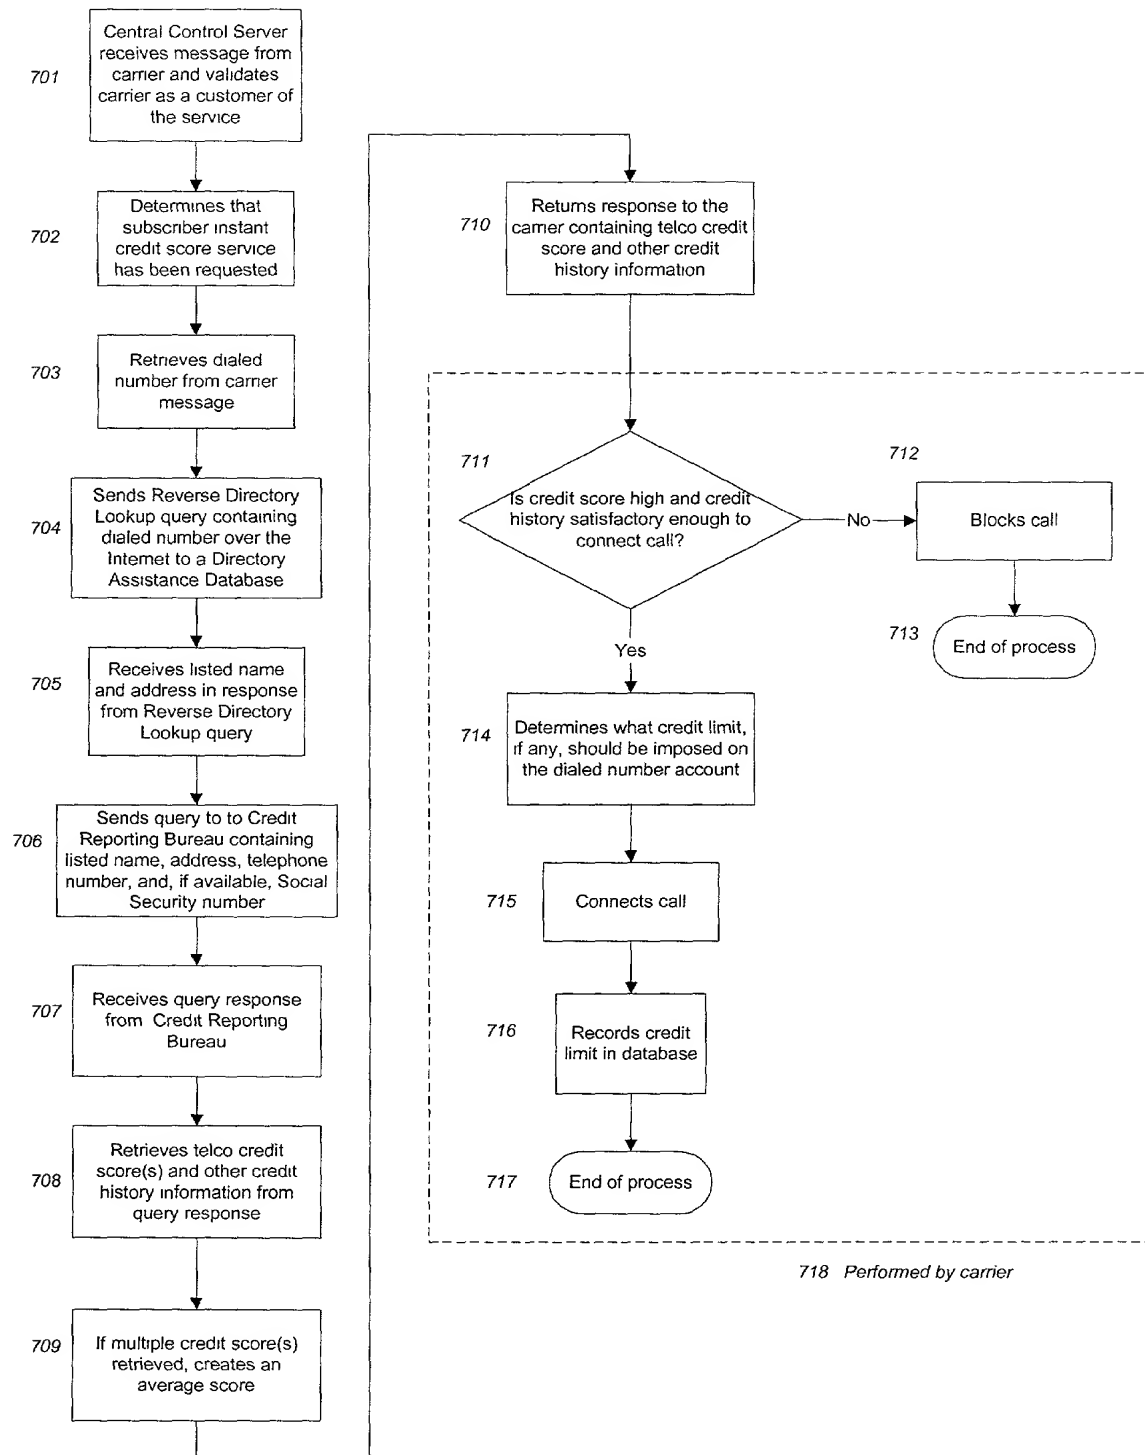 701
Central Control Server
receives message from
carrier and validates
carrier as a customer of
the service
702
Determines that
subscriber instant
credit score service
has been requested
703
Retrieves dialed
number from carrier
message
704
Sends Reverse Directory
Lookup query containing
dialed number over the
Internet to a Directory
Assistance Database
705
Receives listed name
and address in response
from Reverse Directory
Lookup query
706
Sends query to to Credit
Reporting Bureau containing
listed name, address, telephone
number, and, if available, Social
Security number
707
Receives query response
from Credit Reporting
Bureau
708
Retrieves telco credit
score(s) and other credit
history information from
query response
709
If multiple credit score(s)
retrieved, creates an
average score
710
Returns response to the
carrier containing telco credit
score and other credit
history information
711
Is credit score high and credit
history satisfactory enough to
connect call?
No
712
Blocks call
713
End of process
Yes
714
Determines what credit limit,
if any, should be imposed on
the dialed number account
715
Connects call
716
Records credit
limit in database
717
End of process
718 Performed by carrier